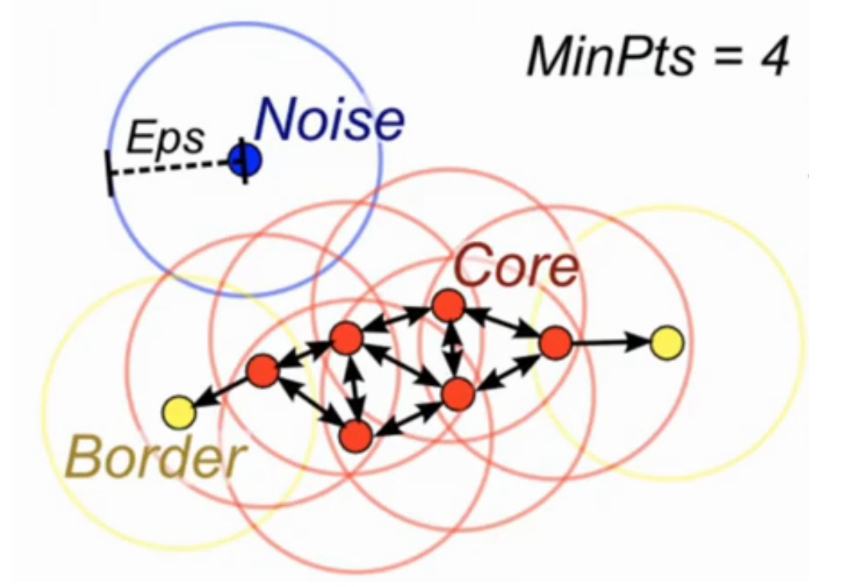 MinPts = 4
Noise
Eps
Core
Border